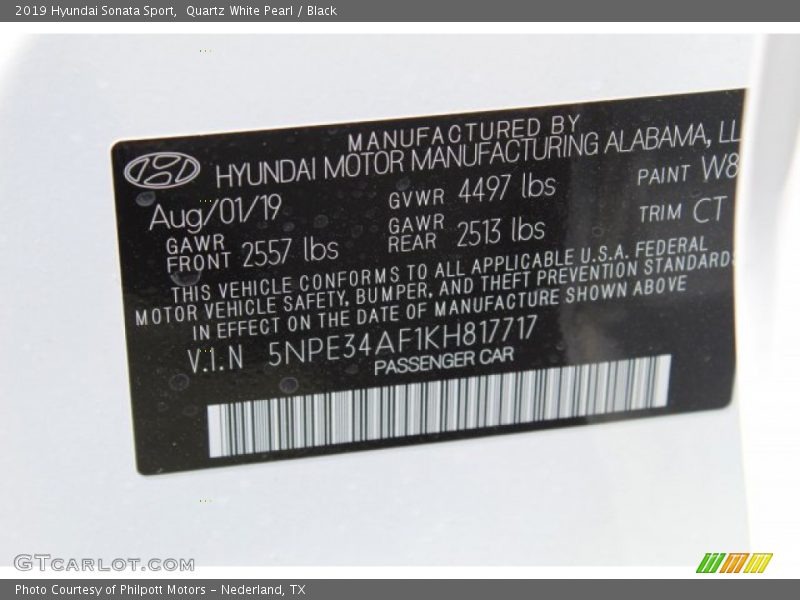 2019 Hyundai Sonata Sport,  Quartz White Pearl / Black
MANUFACTURED BY
HYUNDAI MOTOR MANUFACTURING ALABAMA, LL
Aug/01/19 GVWR 4497 lbs PAINT W8
GAWR FRONT 2557 lbs GAWR REAR 2513 lbs TRIM CT
THIS VEHICLE CONFORMS TO ALL APPLICABLE U.S.A. FEDERAL
MOTOR VEHICLE SAFETY, BUMPER, AND THEFT PREVENTION STANDARDS
IN EFFECT ON THE DATE OF MANUFACTURE SHOWN ABOVE
V.I.N 5NPE34AF1KH817717
PASSENGER CAR
GTCARLOT.COM
Photo Courtesy of Philpott Motors - Nederland, TX